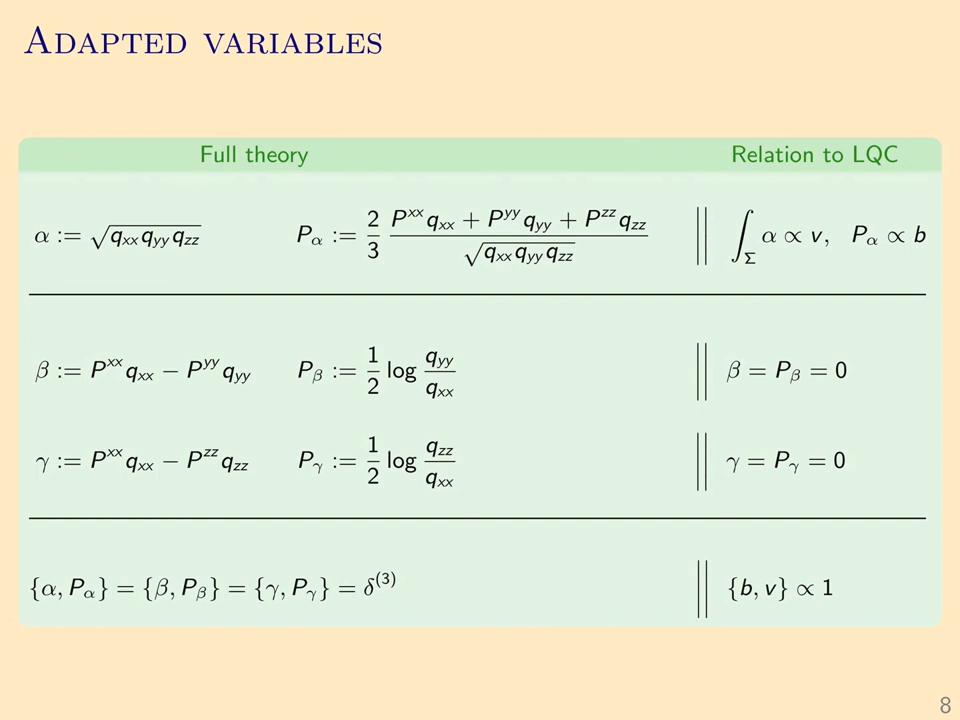 Adapted variables
Full theory Relation to LQC
α := √(q_xx q_yy q_zz) P_α := 2/3 (P^xx q_xx + P^yy q_yy + P^zz q_zz)/√(q_xx q_yy q_zz) || ∫_Σ α ∝ v, P_α ∝ b
β := P^xx q_xx − P^yy q_yy P_β := 1/2 log q_yy/q_xx || β = P_β = 0
γ := P^xx q_xx − P^zz q_zz P_γ := 1/2 log q_zz/q_xx || γ = P_γ = 0
{α, P_α} = {β, P_β} = {γ, P_γ} = δ^(3) || {b, v} ∝ 1
8